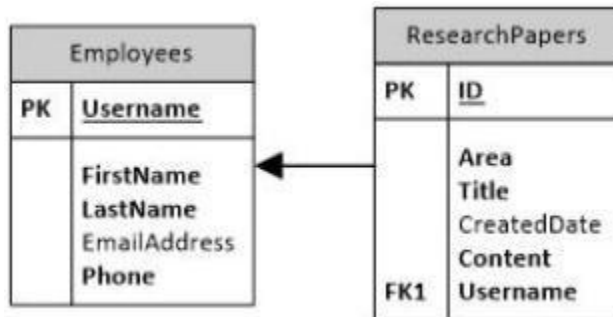 Employees
PK Username
FirstName
LastName
EmailAddress
Phone
ResearchPapers
PK ID
Area
Title
CreatedDate
Content
FK1 Username